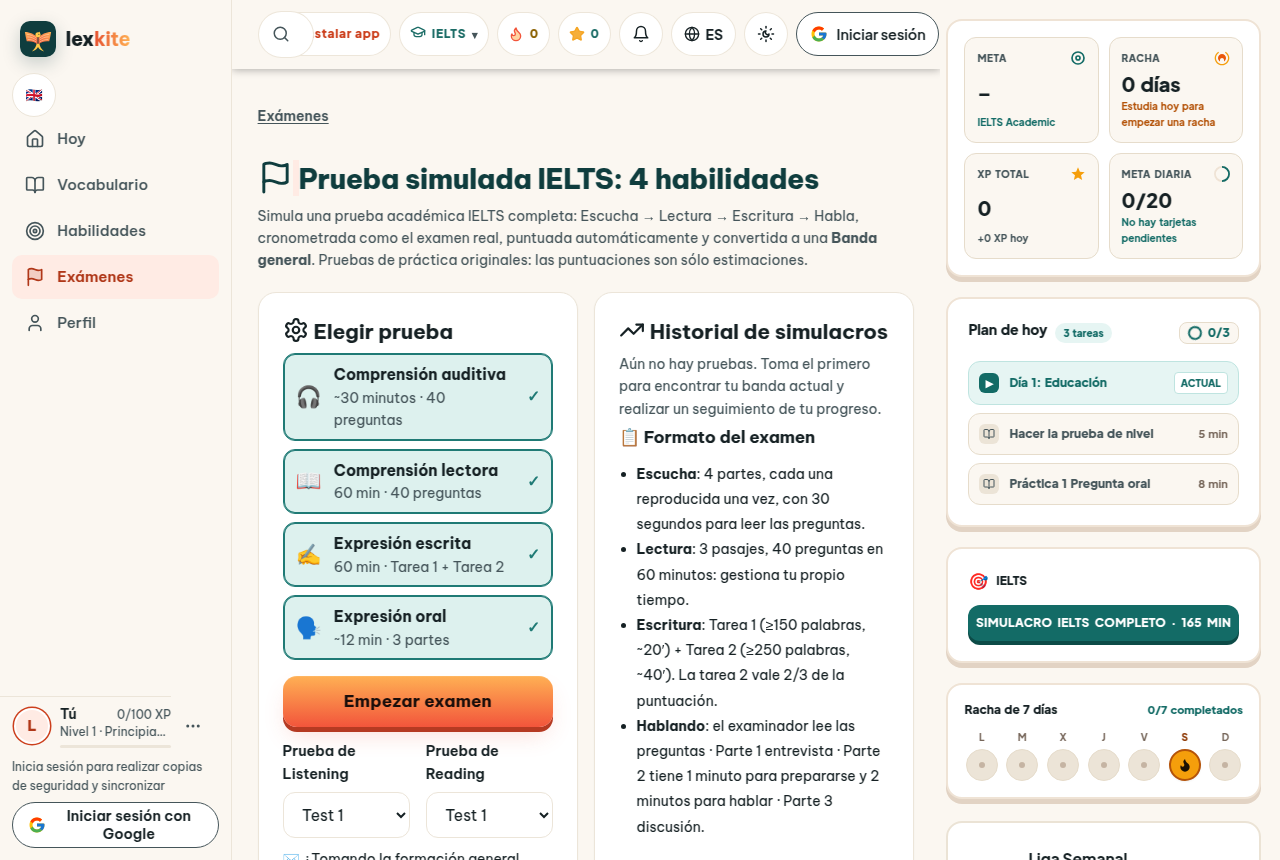 lexkite
Hoy
Vocabulario
Habilidades
Exámenes
Perfil
Tú
0/100 XP
Nivel 1 · Principia...
Inicia sesión para realizar copias
de seguridad y sincronizar
Iniciar sesión con
Google
stalar app
IELTS ▾
0
0
ES
Iniciar sesión
Exámenes
Prueba simulada IELTS: 4 habilidades
Simula una prueba académica IELTS completa: Escucha → Lectura → Escritura → Habla,
cronometrada como el examen real, puntuada automáticamente y convertida a una Banda
general. Pruebas de práctica originales: las puntuaciones son sólo estimaciones.
Elegir prueba
Comprensión auditiva
~30 minutos · 40
preguntas
Comprensión lectora
60 min · 40 preguntas
Expresión escrita
60 min · Tarea 1 + Tarea 2
Expresión oral
~12 min · 3 partes
Empezar examen
Prueba de
Listening
Prueba de
Reading
Test 1
Test 1
¿Tomando la formación general
Historial de simulacros
Aún no hay pruebas. Toma el primero
para encontrar tu banda actual y
realizar un seguimiento de tu progreso.
Formato del examen
Escucha: 4 partes, cada una
reproducida una vez, con 30
segundos para leer las preguntas.
Lectura: 3 pasajes, 40 preguntas en
60 minutos: gestiona tu propio
tiempo.
Escritura: Tarea 1 (≥150 palabras,
~20′) + Tarea 2 (≥250 palabras,
~40′). La tarea 2 vale 2/3 de la
puntuación.
Hablando: el examinador lee las
preguntas · Parte 1 entrevista · Parte
2 tiene 1 minuto para prepararse y 2
minutos para hablar · Parte 3
discusión.
META
–
IELTS Academic
RACHA
0 días
Estudia hoy para
empezar una racha
XP TOTAL
0
+0 XP hoy
META DIARIA
0/20
No hay tarjetas
pendientes
Plan de hoy
3 tareas
0/3
Día 1: Educación
ACTUAL
Hacer la prueba de nivel
5 min
Práctica 1 Pregunta oral
8 min
IELTS
SIMULACRO IELTS COMPLETO · 165 MIN
Racha de 7 días
0/7 completados
L M X J V S D
Liga Semanal
L